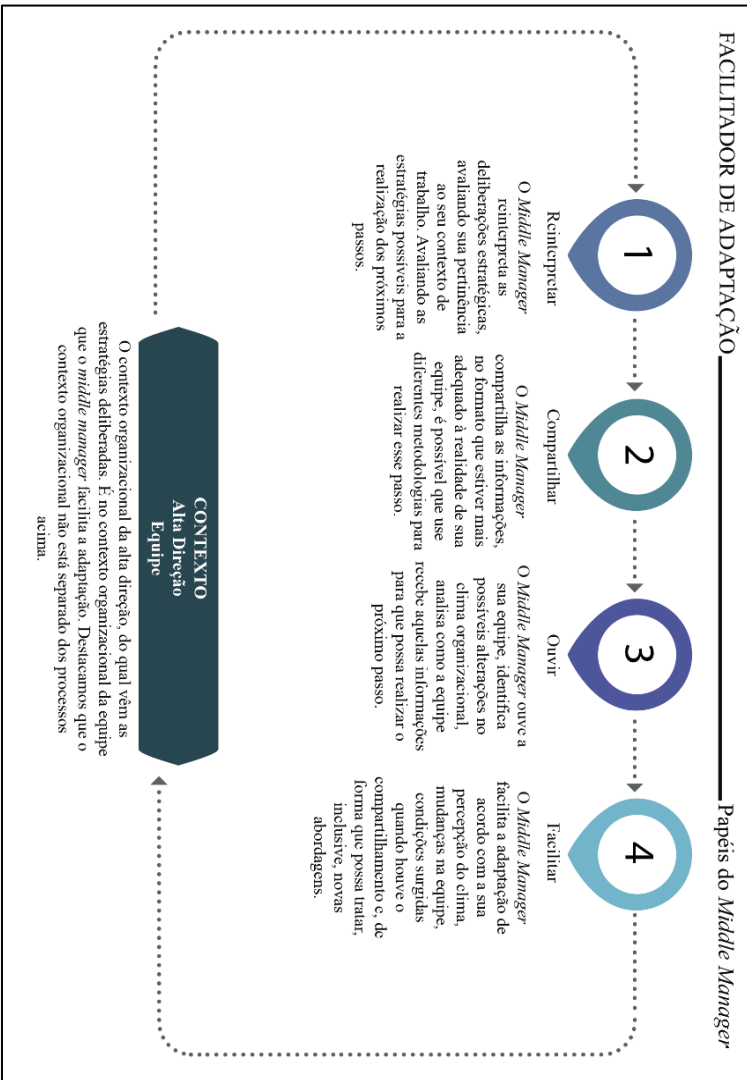 FACILITADOR DE ADAPTAÇÃO
Papéis do Middle Manager
1
Reinterpretar
O Middle Manager
reinterpreta as
deliberações estratégicas,
avaliando sua pertinência
ao seu contexto de
trabalho. Avaliando as
estratégias possíveis para a
realização dos próximos
passos.
2
Compartilhar
O Middle Manager
compartilha as informações,
no formato que estiver mais
adequado à realidade de sua
equipe, é possível que use
diferentes metodologias para
realizar esse passo.
3
Ouvir
O Middle Manager ouve a
sua equipe, identifica
possíveis alterações no
clima organizacional,
analisa como a equipe
recebe aquelas informações
para que possa realizar o
próximo passo.
4
Facilitar
O Middle Manager
facilita a adaptação de
acordo com a sua
percepção do clima,
mudanças na equipe,
condições surgidas
quando houve o
compartilhamento e, de
forma que possa tratar,
inclusive, novas
abordagens.
CONTEXTO
Alta Direção
Equipe
O contexto organizacional da alta direção, do qual vêm as
estratégias deliberadas. É no contexto organizacional da equipe
que o middle manager facilita a adaptação. Destacamos que o
contexto organizacional não está separado dos processos
acima.